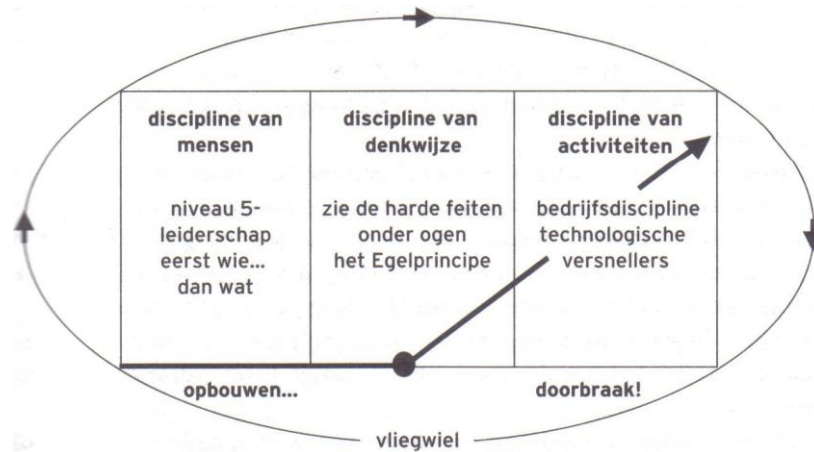 discipline van
mensen
niveau 5-
leiderschap
eerst wie...
dan wat
discipline van
denkwijze
zie de harde feiten
onder ogen
het Egelprincipe
discipline van
activiteiten
bedrijfsdiscipline
technologische
versnellers
opbouwen...
doorbraak!
vliegwiel